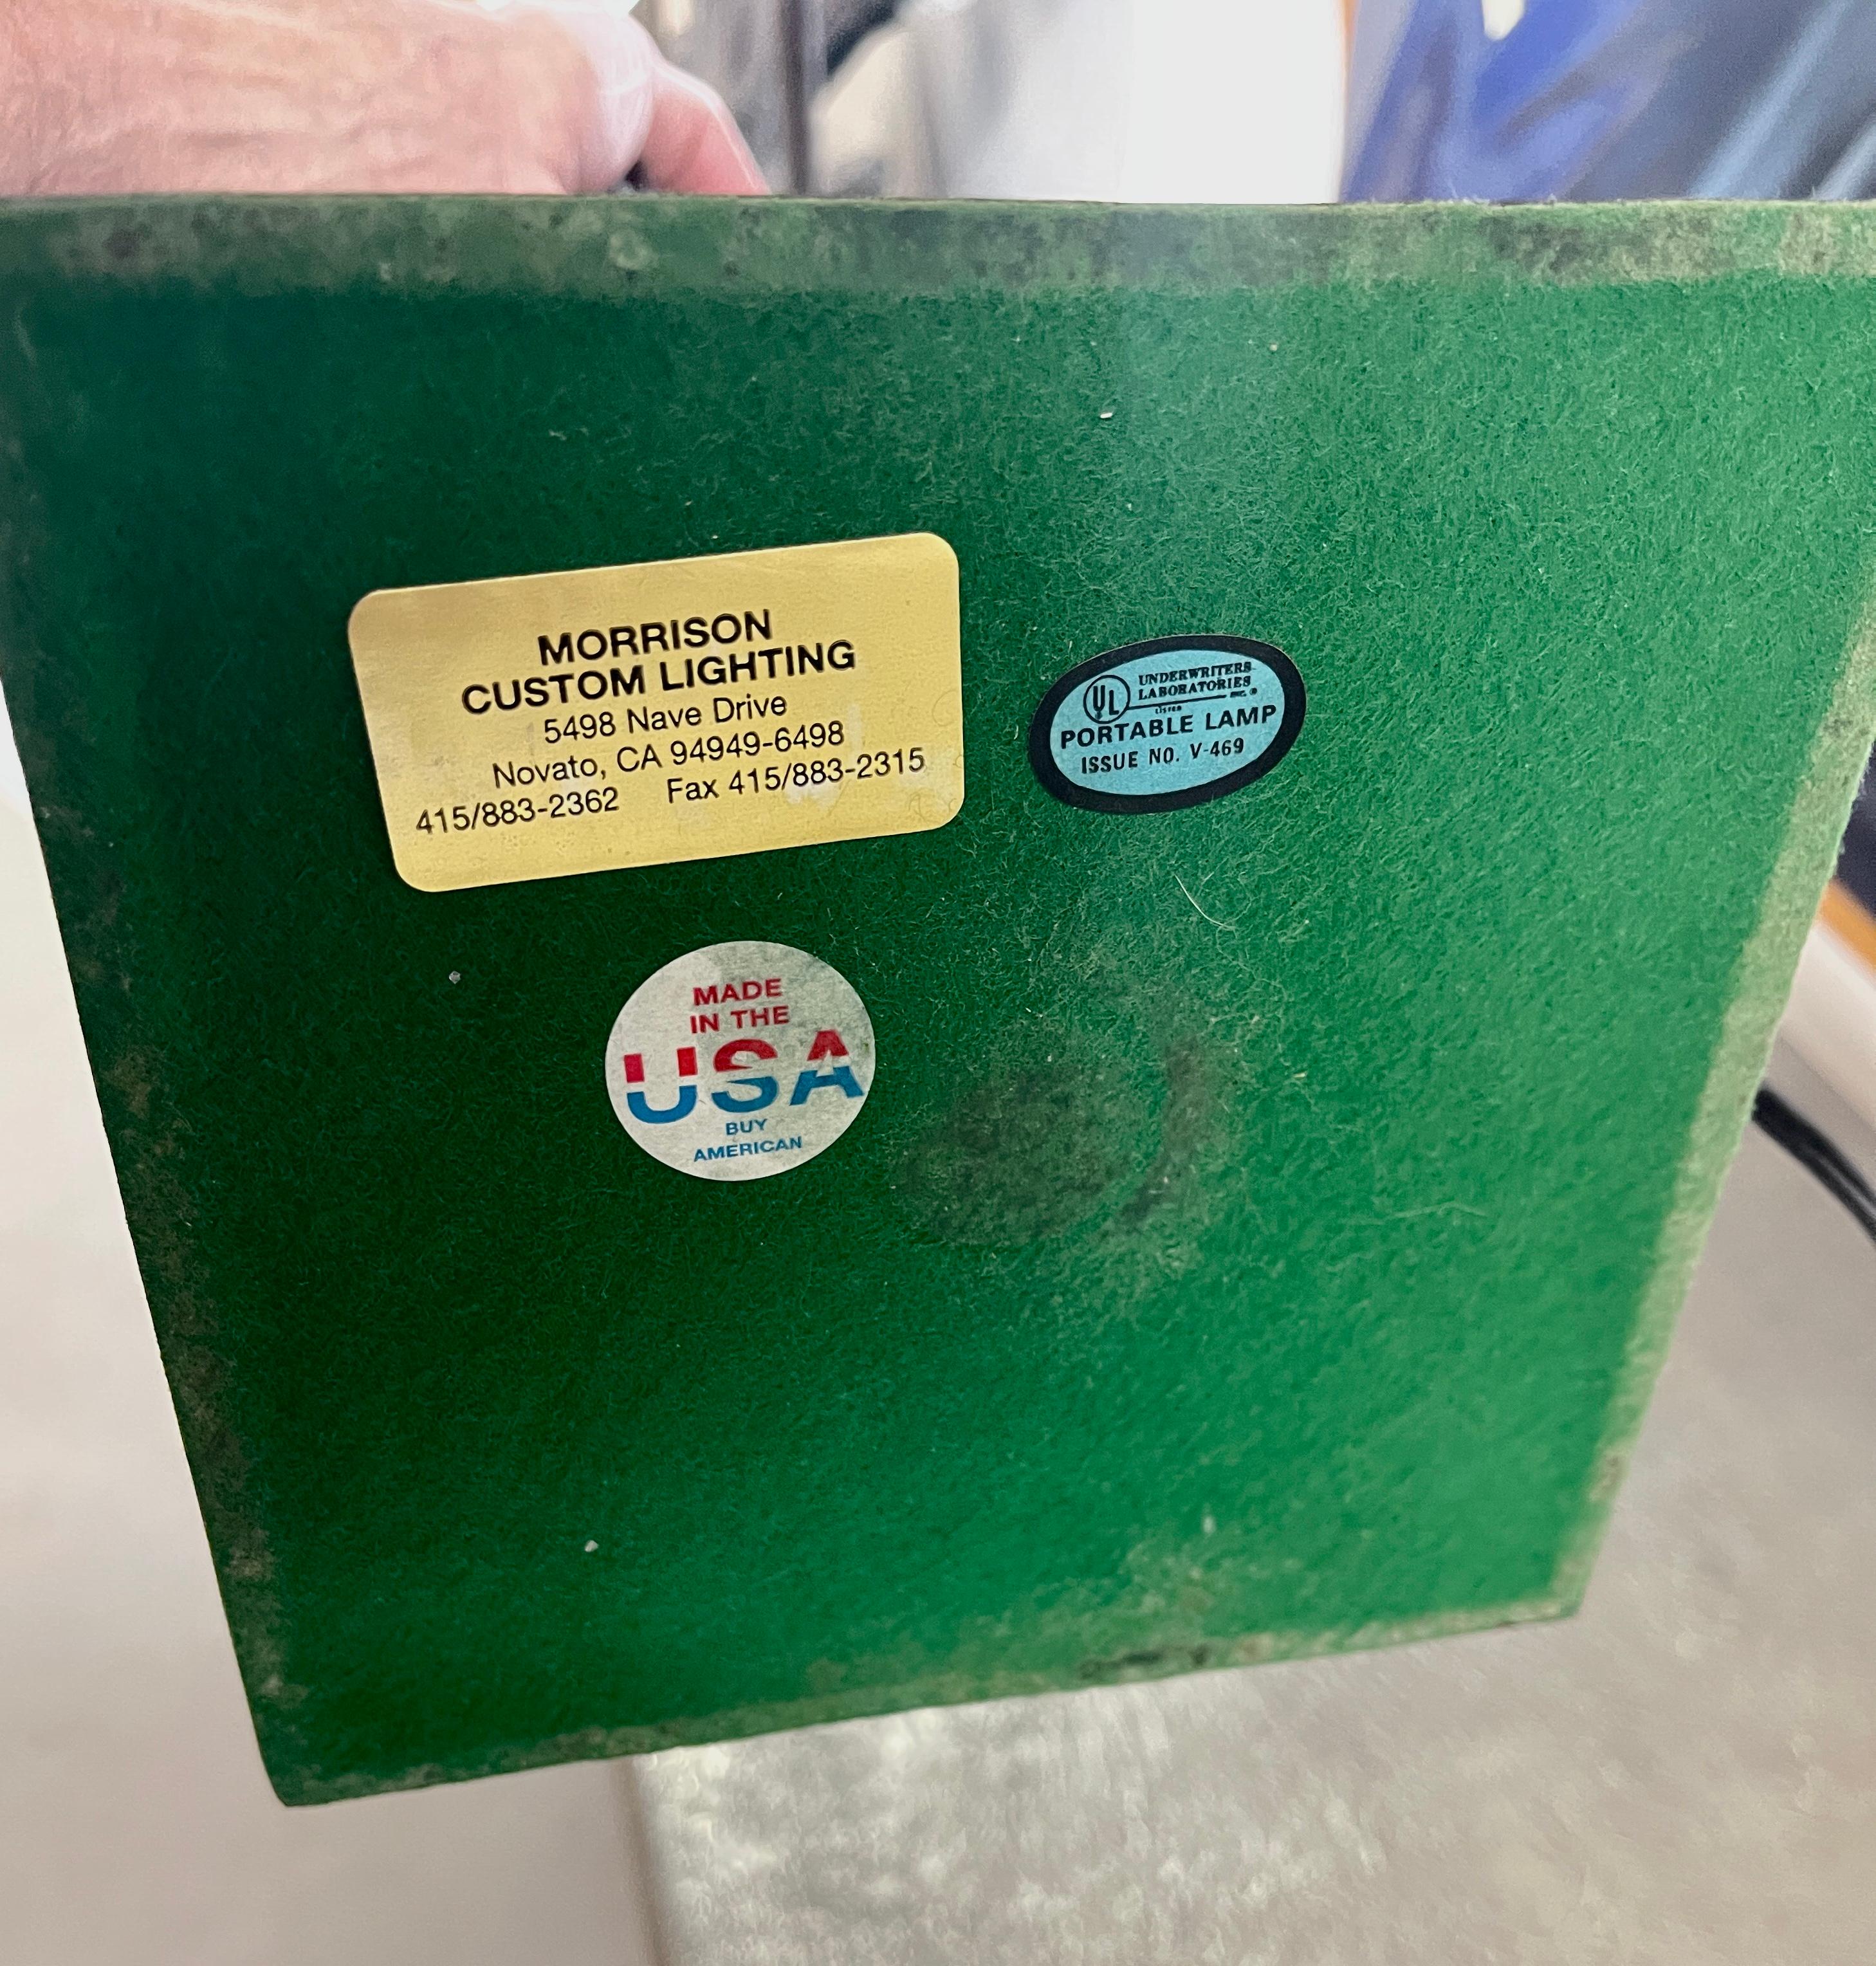 MORRISON
CUSTOM LIGHTING
5498 Nave Drive
Novato, CA 94949-6498
415/883-2362 Fax 415/883-2315
UL
UNDERWRITERS
LABORATORIES
INC. ®
LISTED
PORTABLE LAMP
ISSUE NO. V-469
MADE
IN THE
USA
BUY
AMERICAN